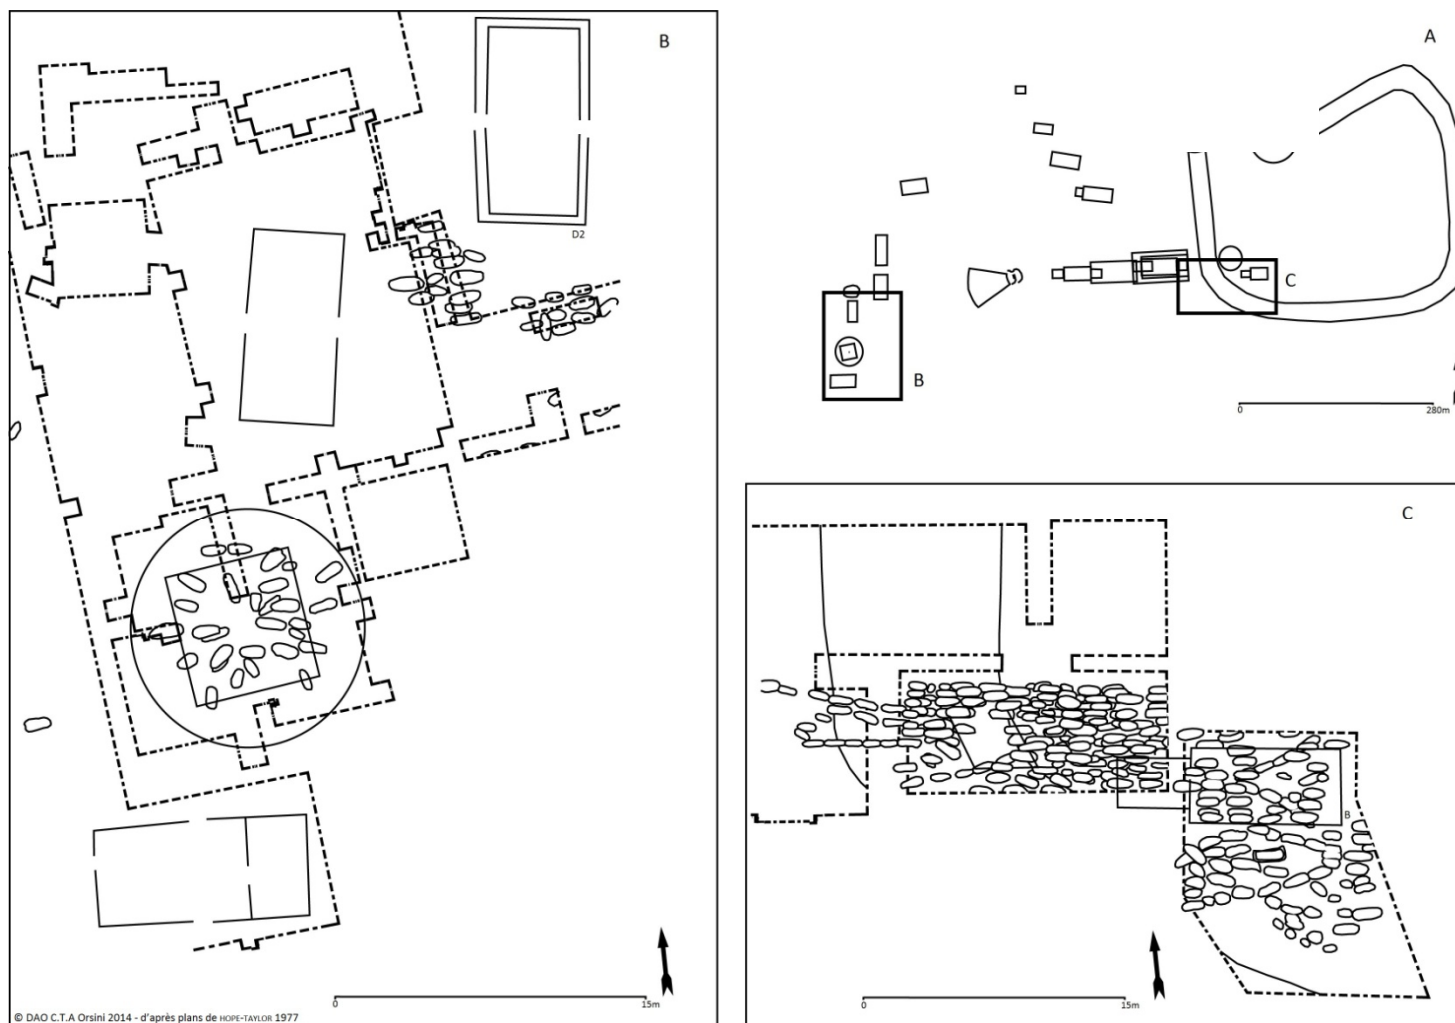 B
D2
0
15m
© DAO C.T.A Orsini 2014 - d'après plans de HOPE-TAYLOR 1977
A
C
B
0
280m
C
B
0
15m